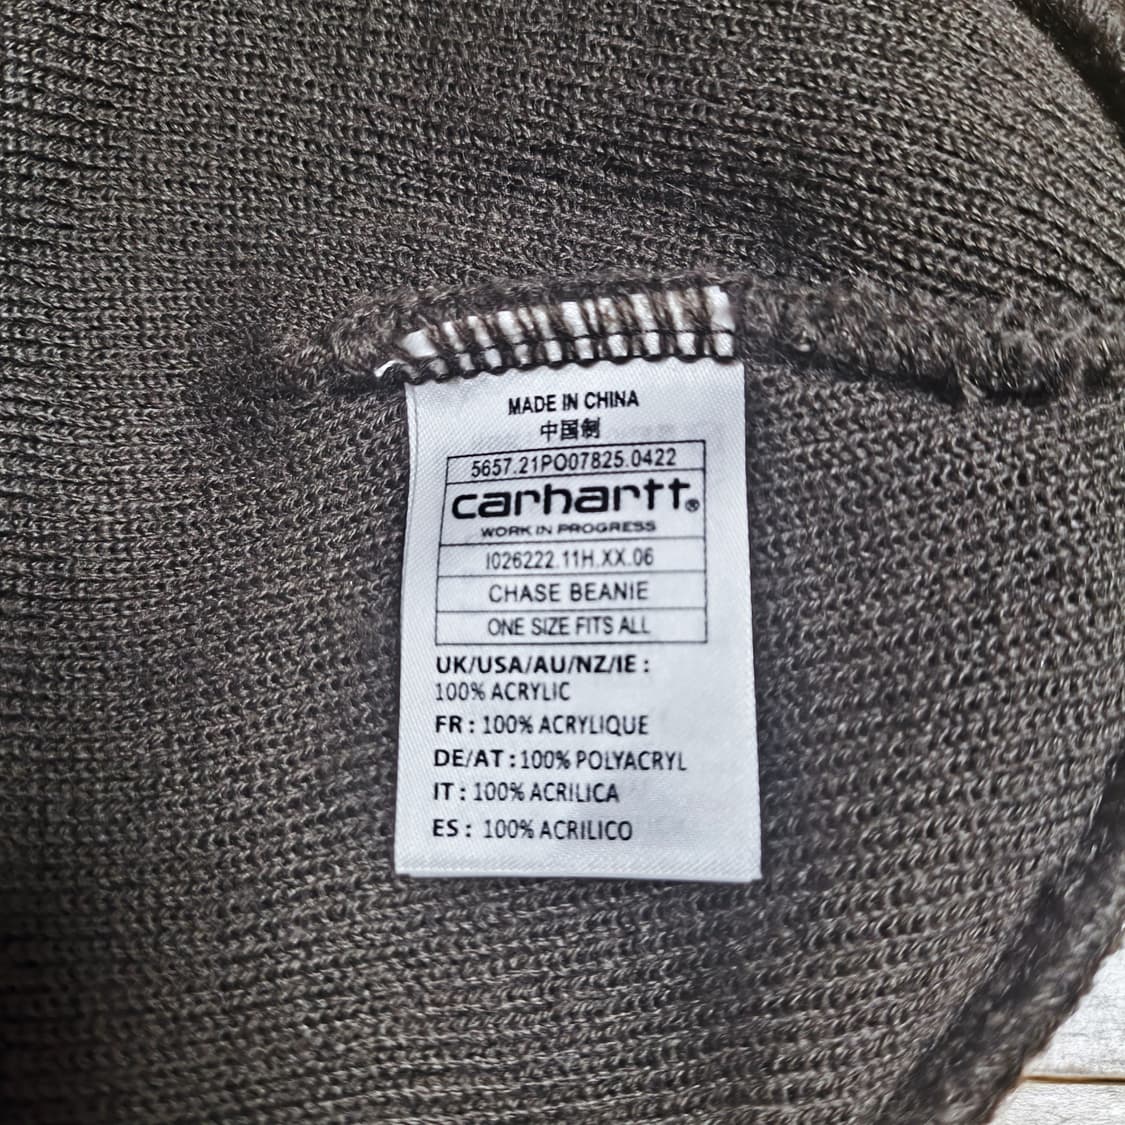 MADE IN CHINA
中国制
5657.21PO07825.0422
carhartt®
WORK IN PROGRESS
I026222.11H.XX.06
CHASE BEANIE
ONE SIZE FITS ALL
UK/USA/AU/NZ/IE :
100% ACRYLIC
FR : 100% ACRYLIQUE
DE/AT : 100% POLYACRYL
IT : 100% ACRILICA
ES : 100% ACRILICO